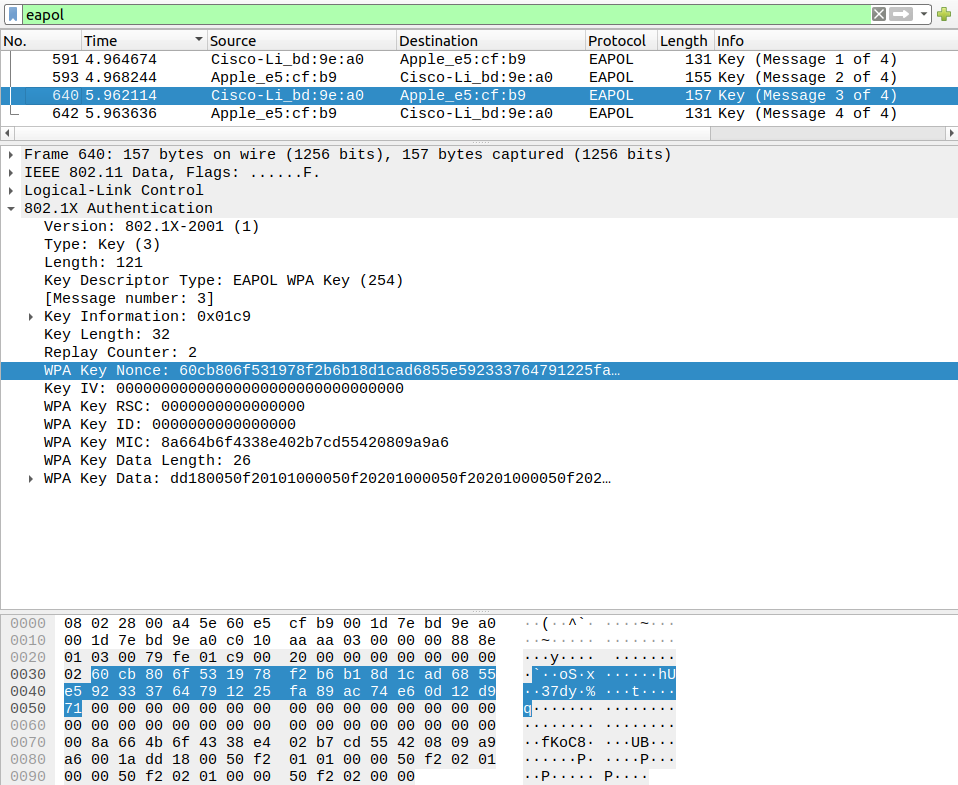 eapol
No. Time Source Destination Protocol Length Info
591 4.964674 Cisco-Li_bd:9e:a0 Apple_e5:cf:b9 EAPOL 131 Key (Message 1 of 4)
593 4.968244 Apple_e5:cf:b9 Cisco-Li_bd:9e:a0 EAPOL 155 Key (Message 2 of 4)
640 5.962114 Cisco-Li_bd:9e:a0 Apple_e5:cf:b9 EAPOL 157 Key (Message 3 of 4)
642 5.963636 Apple_e5:cf:b9 Cisco-Li_bd:9e:a0 EAPOL 131 Key (Message 4 of 4)
Frame 640: 157 bytes on wire (1256 bits), 157 bytes captured (1256 bits)
IEEE 802.11 Data, Flags: ......F.
Logical-Link Control
802.1X Authentication
Version: 802.1X-2001 (1)
Type: Key (3)
Length: 121
Key Descriptor Type: EAPOL WPA Key (254)
[Message number: 3]
Key Information: 0x01c9
Key Length: 32
Replay Counter: 2
WPA Key Nonce: 60cb806f531978f2b6b18d1cad6855e592333764791225fa…
Key IV: 00000000000000000000000000000000
WPA Key RSC: 0000000000000000
WPA Key ID: 0000000000000000
WPA Key MIC: 8a664b6f4338e402b7cd55420809a9a6
WPA Key Data Length: 26
WPA Key Data: dd180050f20101000050f20201000050f20201000050f202…
0000 08 02 28 00 a4 5e 60 e5 cf b9 00 1d 7e bd 9e a0 ··(··^`· ····~···
0010 00 1d 7e bd 9e a0 c0 10 aa aa 03 00 00 00 88 8e ··~····· ········
0020 01 03 00 79 fe 01 c9 00 20 00 00 00 00 00 00 00 ···y···· ·······
0030 02 60 cb 80 6f 53 19 78 f2 b6 b1 8d 1c ad 68 55 ·`··oS·x ······hU
0040 e5 92 33 37 64 79 12 25 fa 89 ac 74 e6 0d 12 d9 ··37dy·% ···t····
0050 71 00 00 00 00 00 00 00 00 00 00 00 00 00 00 00 q······· ········
0060 00 00 00 00 00 00 00 00 00 00 00 00 00 00 00 00 ········ ········
0070 00 8a 66 4b 6f 43 38 e4 02 b7 cd 55 42 08 09 a9 ··fKoC8· ···UB···
0080 a6 00 1a dd 18 00 50 f2 01 01 00 00 50 f2 02 01 ······P· ····P···
0090 00 00 50 f2 02 01 00 00 50 f2 02 00 00 ··P····· P····